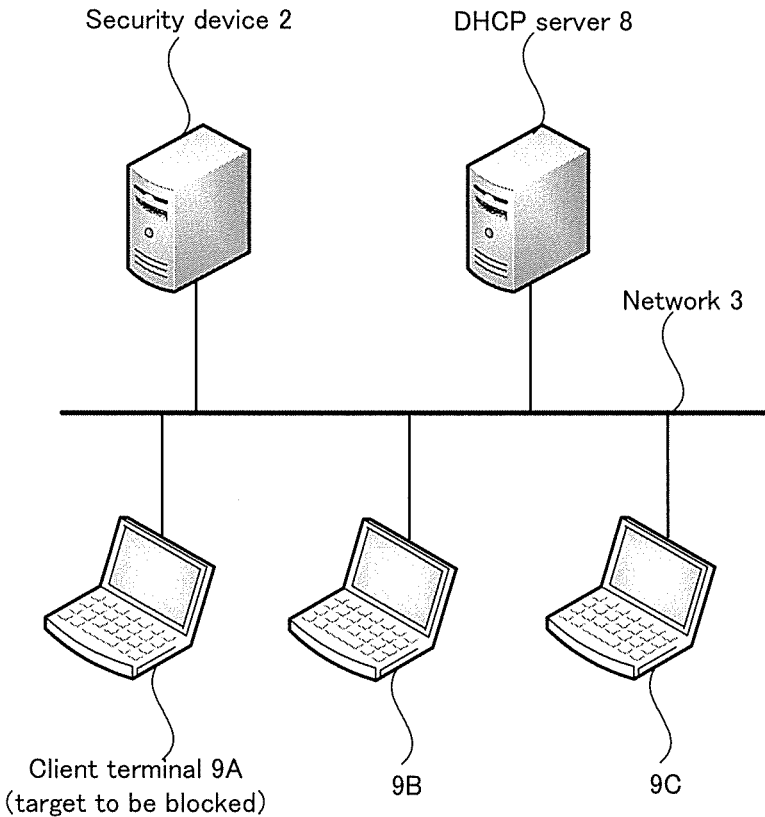 Security device 2
DHCP server 8
Network 3
Client terminal 9A
(target to be blocked)
9B
9C